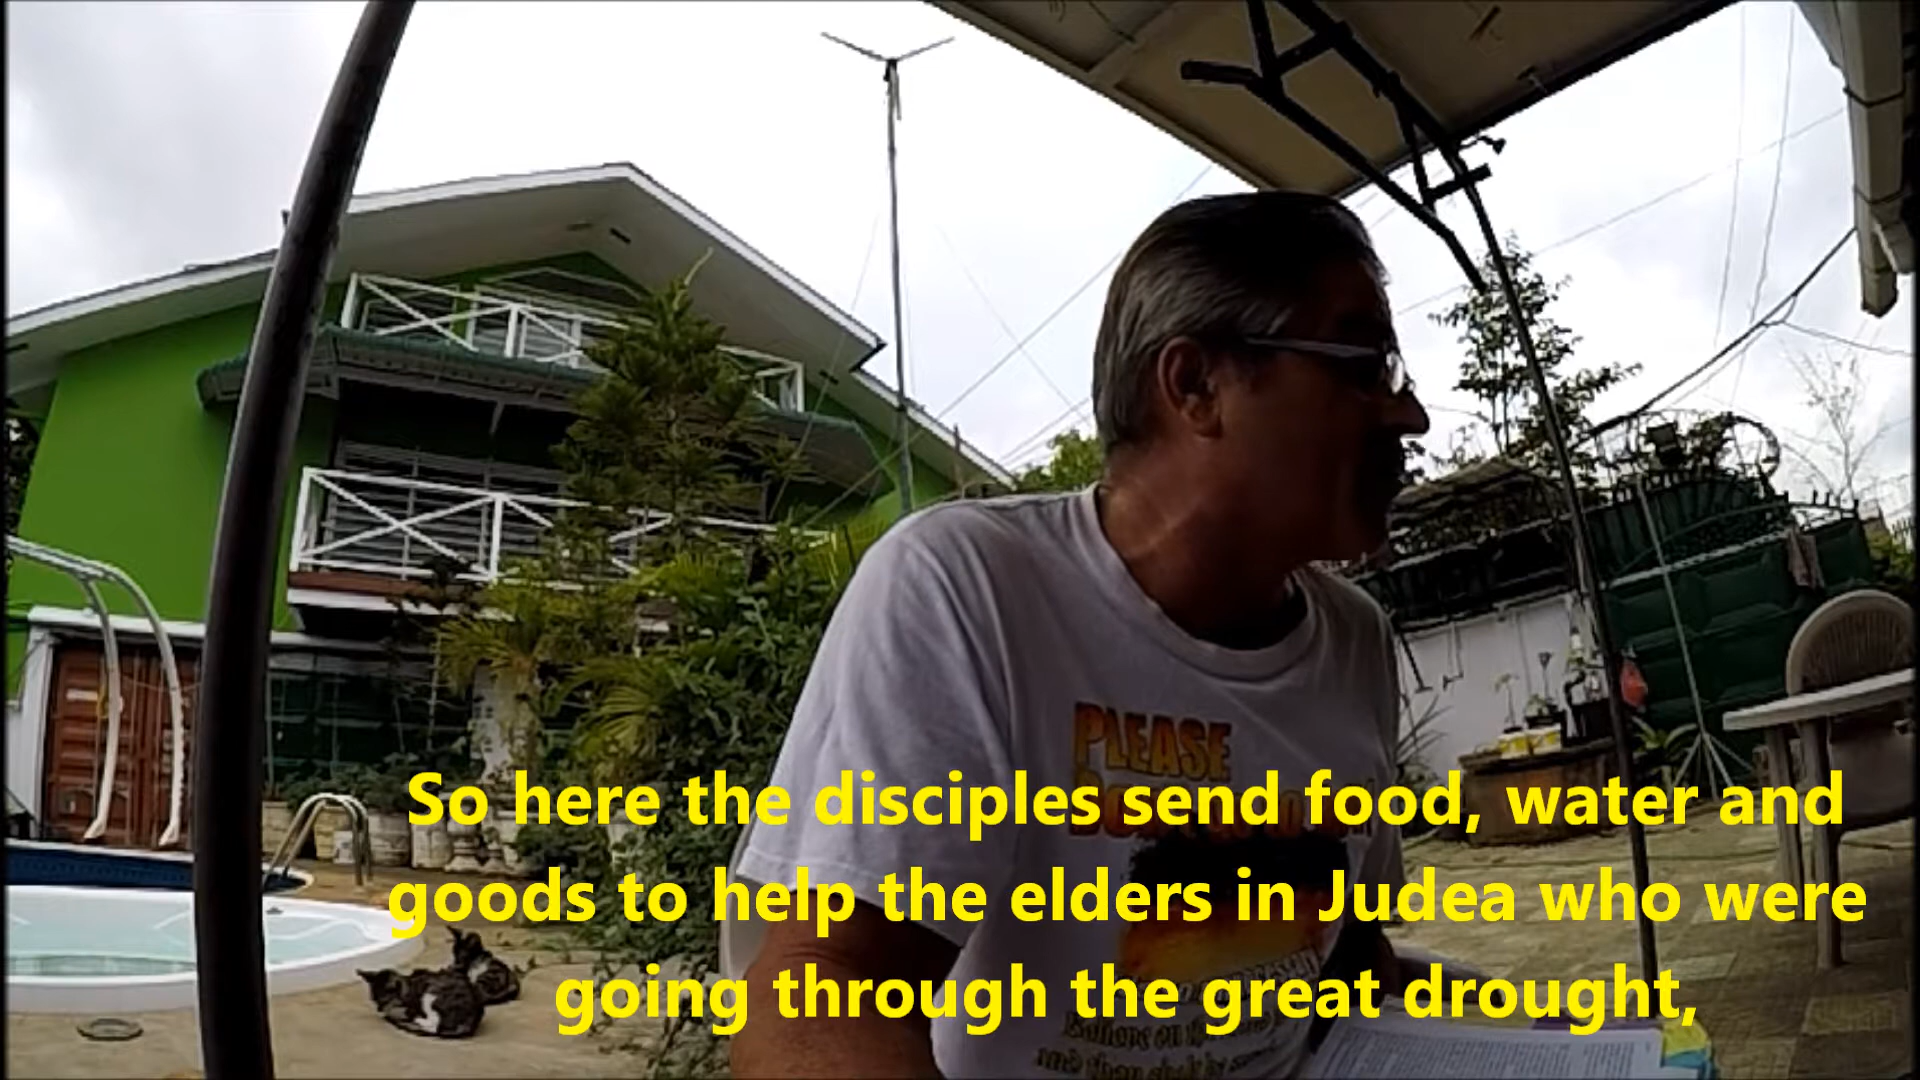 PLEASE
So here the disciples send food, water and
goods to help the elders in Judea who were
going through the great drought,